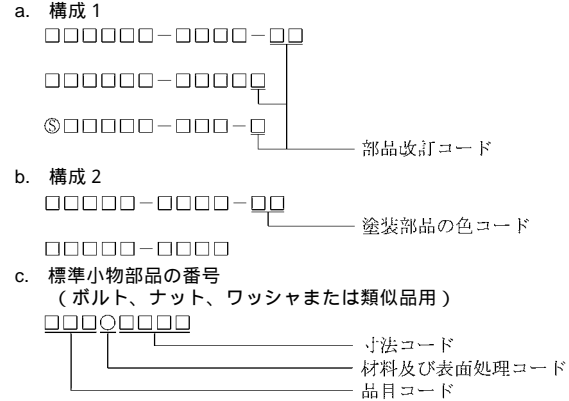 a. 構成1
□□□□□□−□□□□−□□
□□□□□□−□□□□□
Ⓢ□□□□□−□□□−□
部品改訂コード
b. 構成2
□□□□□−□□□□−□□
塗装部品の色コード
□□□□□−□□□□
c. 標準小物部品の番号
(ボルト、ナット、ワッシャまたは類似品用)
□□□○□□□□
寸法コード
材料及び表面処理コード
品目コード